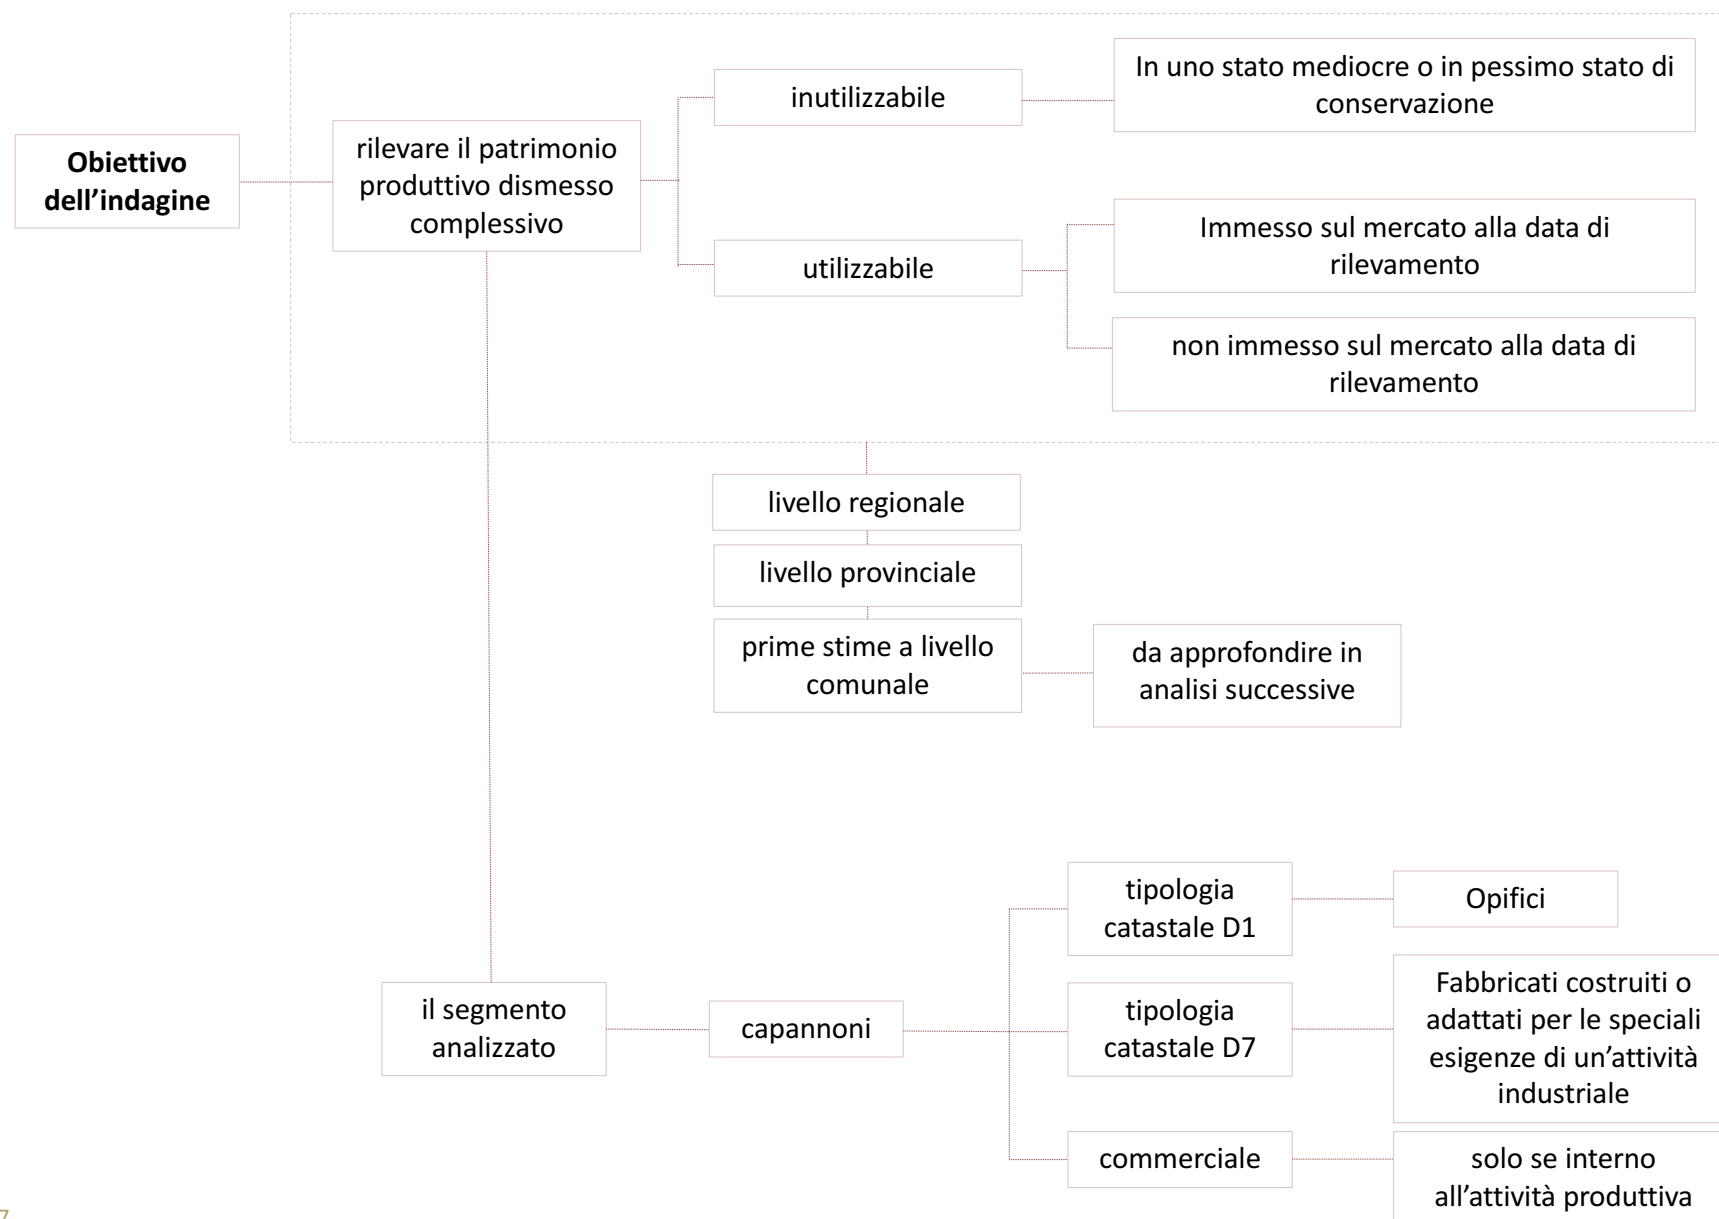 Obiettivo
dell’indagine
rilevare il patrimonio
produttivo dismesso
complessivo
inutilizzabile
In uno stato mediocre o in pessimo stato di
conservazione
utilizzabile
Immesso sul mercato alla data di
rilevamento
non immesso sul mercato alla data di
rilevamento
livello regionale
livello provinciale
prime stime a livello
comunale
da approfondire in
analisi successive
il segmento
analizzato
capannoni
tipologia
catastale D1
Opifici
tipologia
catastale D7
Fabbricati costruiti o
adattati per le speciali
esigenze di un’attività
industriale
commerciale
solo se interno
all’attività produttiva
7